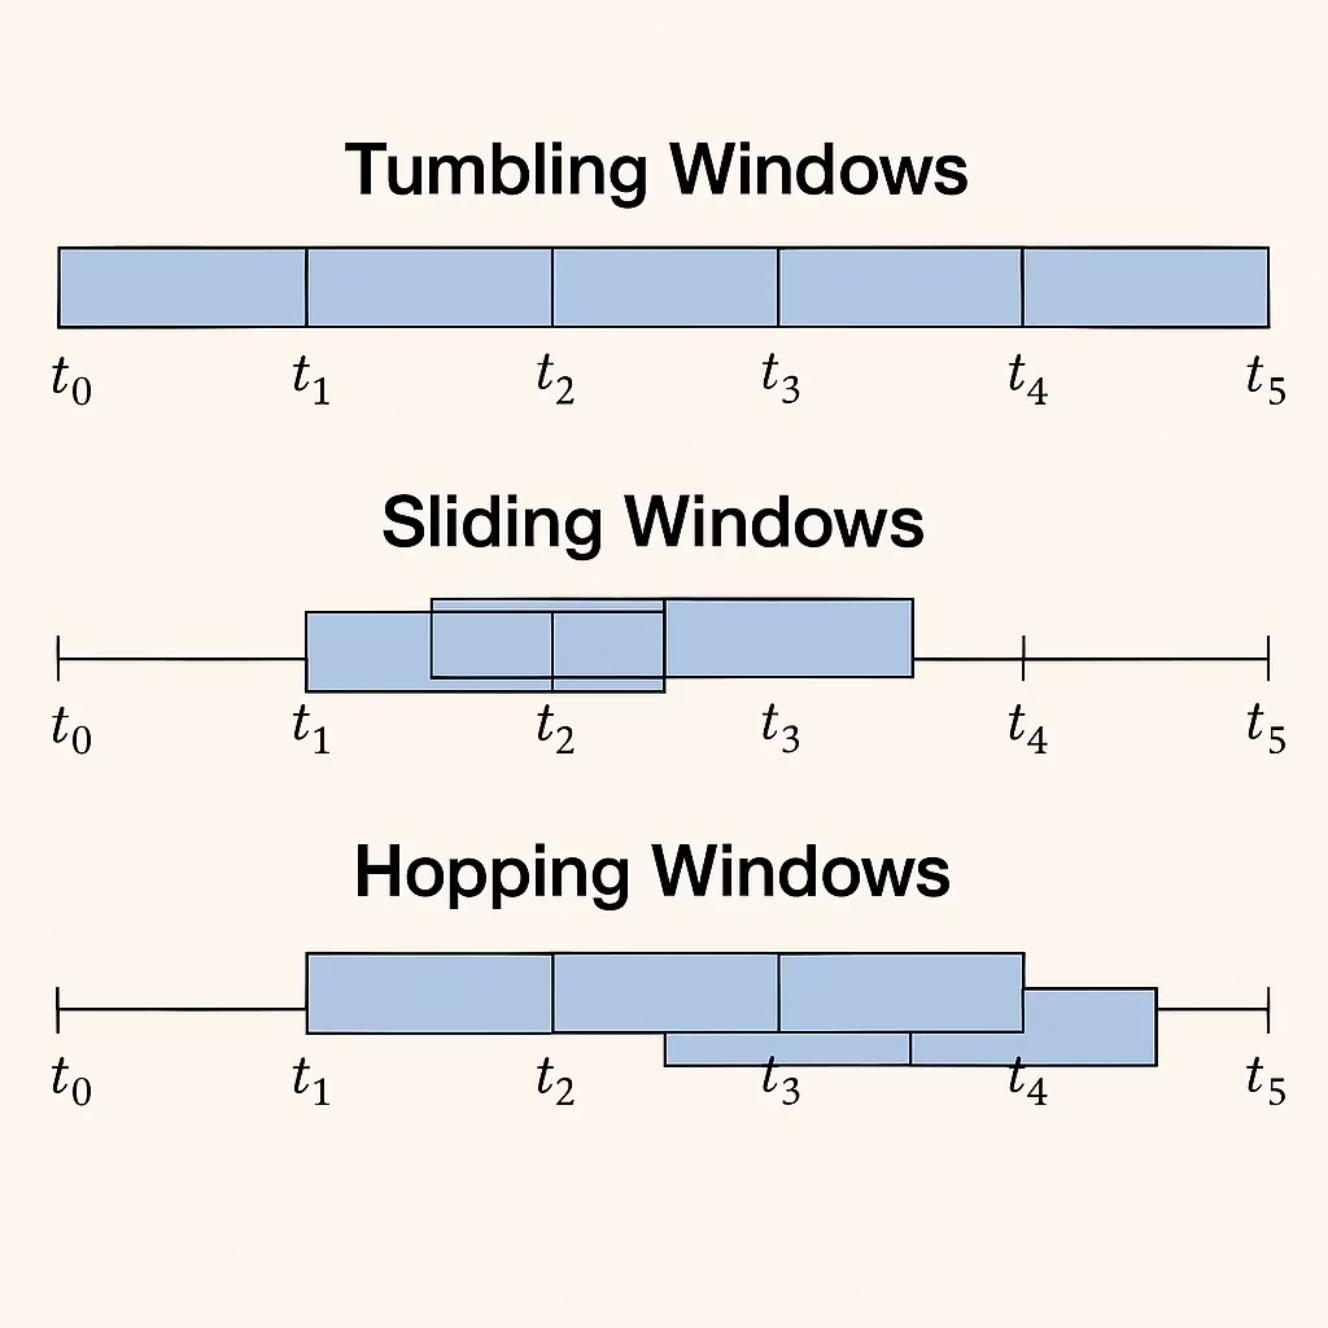 Tumbling Windows
t0 t1 t2 t3 t4 t5
Sliding Windows
t0 t1 t2 t3 t4 t5
Hopping Windows
t0 t1 t2 t3 t4 t5